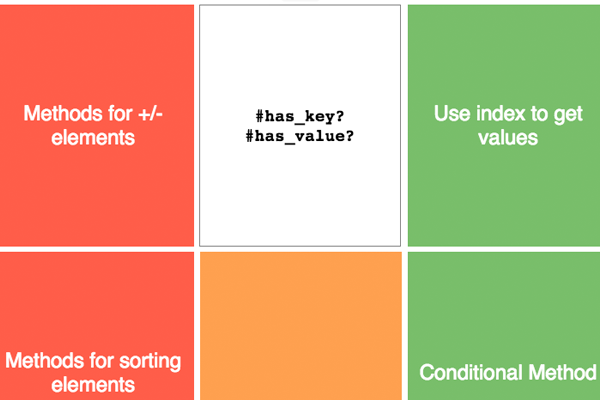 Methods for +/-
elements
#has_key?
#has_value?
Use index to get
values
Methods for sorting
elements
Conditional Method